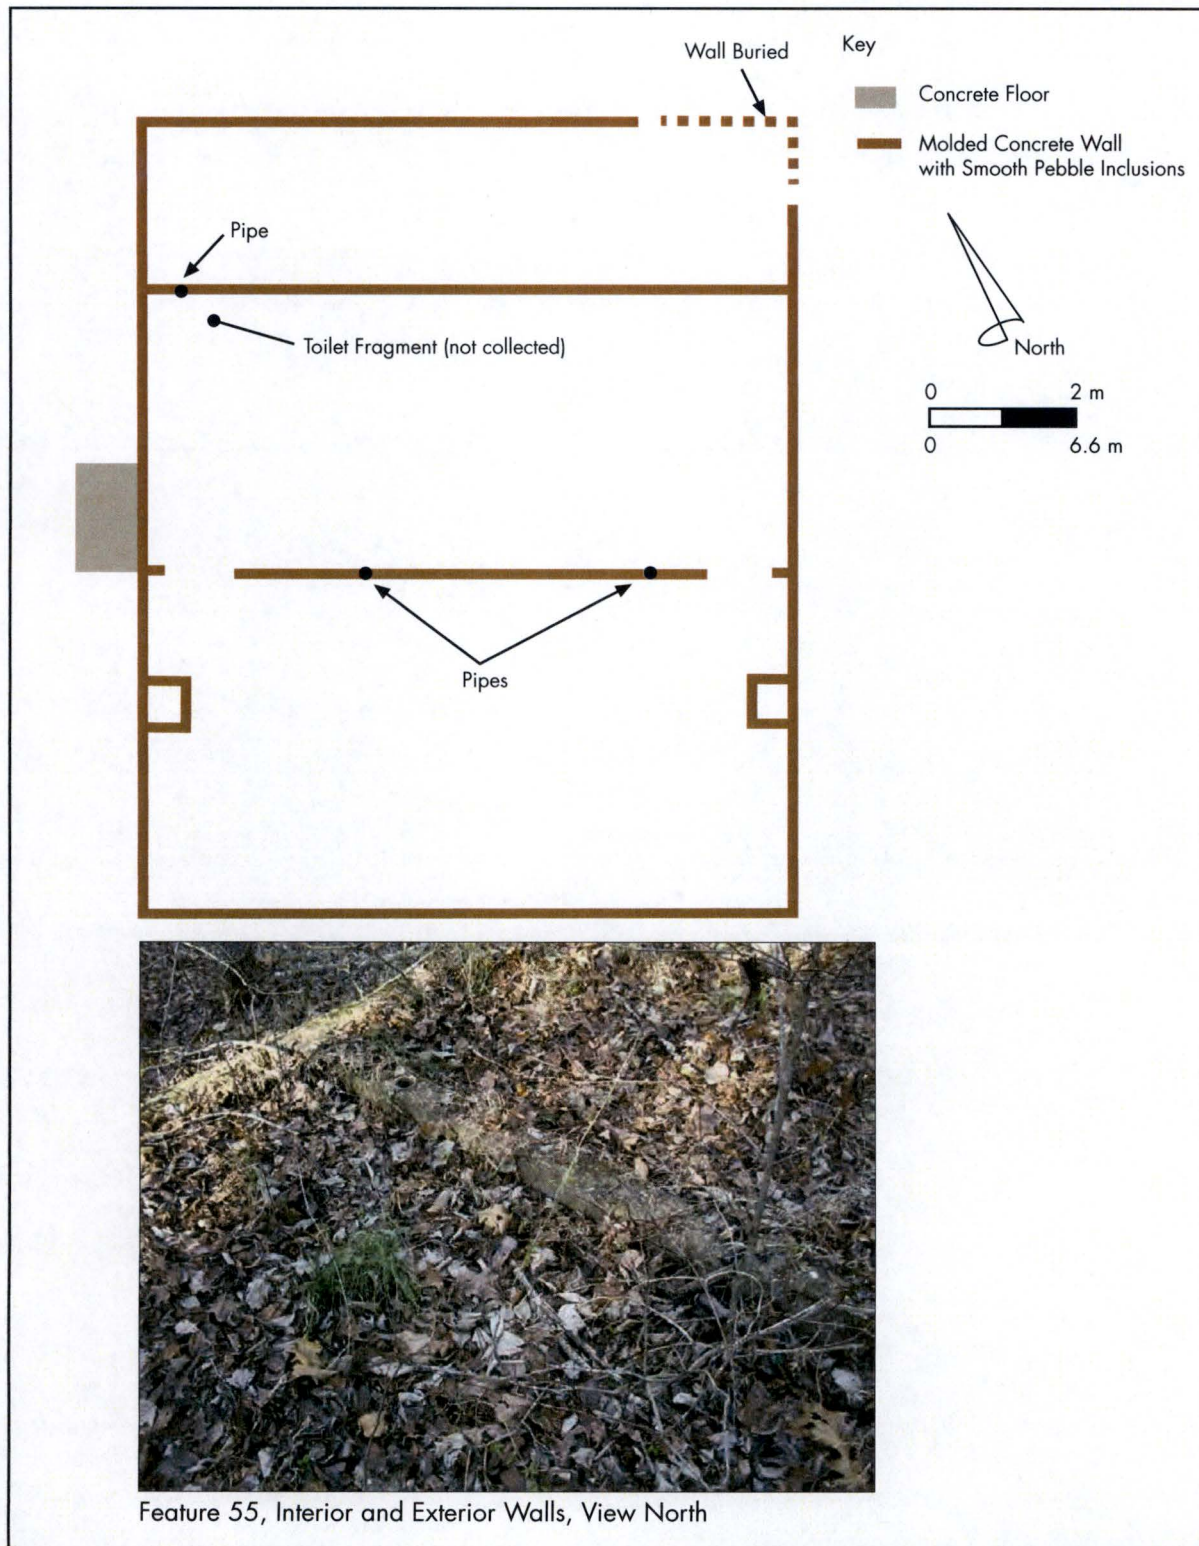 Wall Buried
Key
Concrete Floor
Molded Concrete Wall
with Smooth Pebble Inclusions
Pipe
Toilet Fragment (not collected)
North
0 2 m
0 6.6 m
Pipes
Feature 55, Interior and Exterior Walls, View North